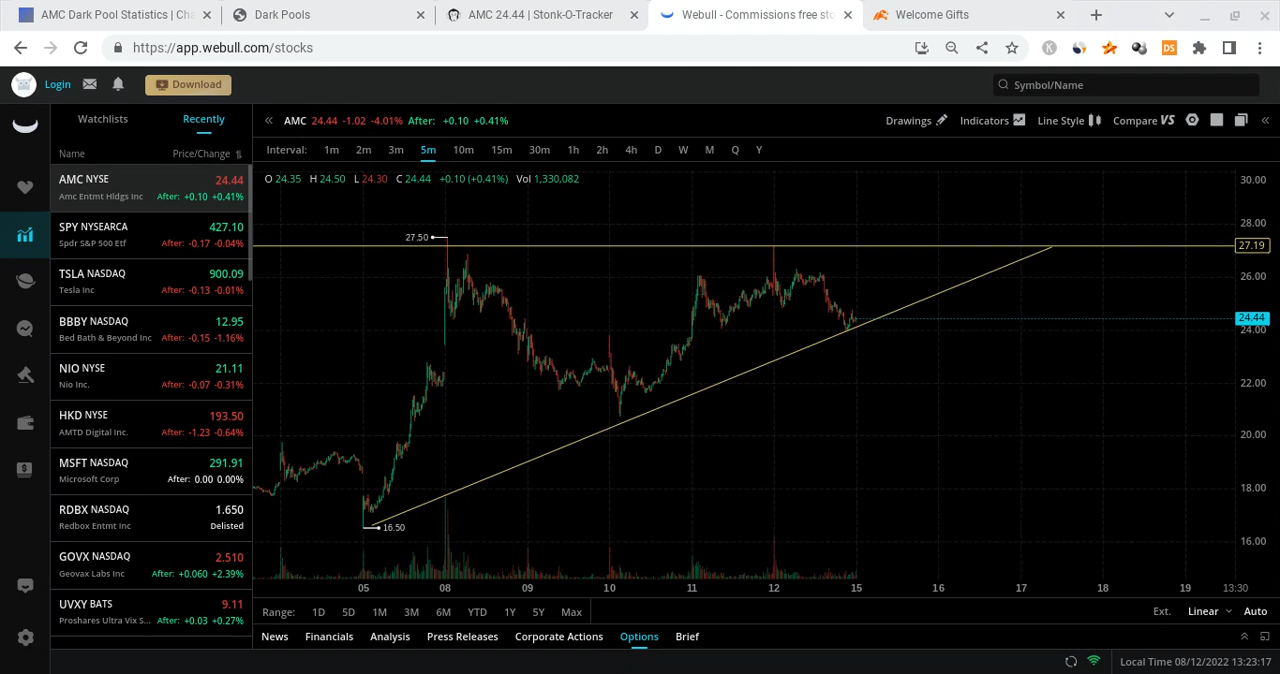 AMC Dark Pool Statistics | Cha
Dark Pools
AMC 24.44 | Stonk-O-Tracker
Webull - Commissions free sto
Welcome Gifts
https://app.webull.com/stocks
K
DS
Login
Download
Symbol/Name
Watchlists Recently
Name Price/Change
AMC NYSE 24.44
Amc Entmt Hldgs Inc After: +0.10 +0.41%
SPY NYSEARCA 427.10
Spdr S&P 500 Etf After: -0.17 -0.04%
TSLA NASDAQ 900.09
Tesla Inc After: -0.13 -0.01%
BBBY NASDAQ 12.95
Bed Bath & Beyond Inc After: -0.15 -1.16%
NIO NYSE 21.11
Nio Inc. After: -0.07 -0.31%
HKD NYSE 193.50
AMTD Digital Inc. After: -1.23 -0.64%
MSFT NASDAQ 291.91
Microsoft Corp After: 0.00 0.00%
RDBX NASDAQ 1.650
Redbox Entmt Inc Delisted
GOVX NASDAQ 2.510
Geovax Labs Inc After: +0.060 +2.39%
UVXY BATS 9.11
Proshares Ultra Vix S... After: +0.03 +0.27%
AMC 24.44 -1.02 -4.01% After: +0.10 +0.41%
Drawings Indicators Line Style Compare VS
Interval: 1m 2m 3m 5m 10m 15m 30m 1h 2h 4h D W M Q Y
O 24.35 H 24.50 L 24.30 C 24.44 +0.10 (+0.41%) Vol 1,330,082
27.50
16.50
30.00
28.00
27.19
26.00
24.44
24.00
22.00
20.00
18.00
16.00
05 08 09 10 11 12 15 16 17 18 19 13:30
Range: 1D 5D 1M 3M 6M YTD 1Y 5Y Max
Ext. Linear Auto
News Financials Analysis Press Releases Corporate Actions Options Brief
Local Time 08/12/2022 13:23:17